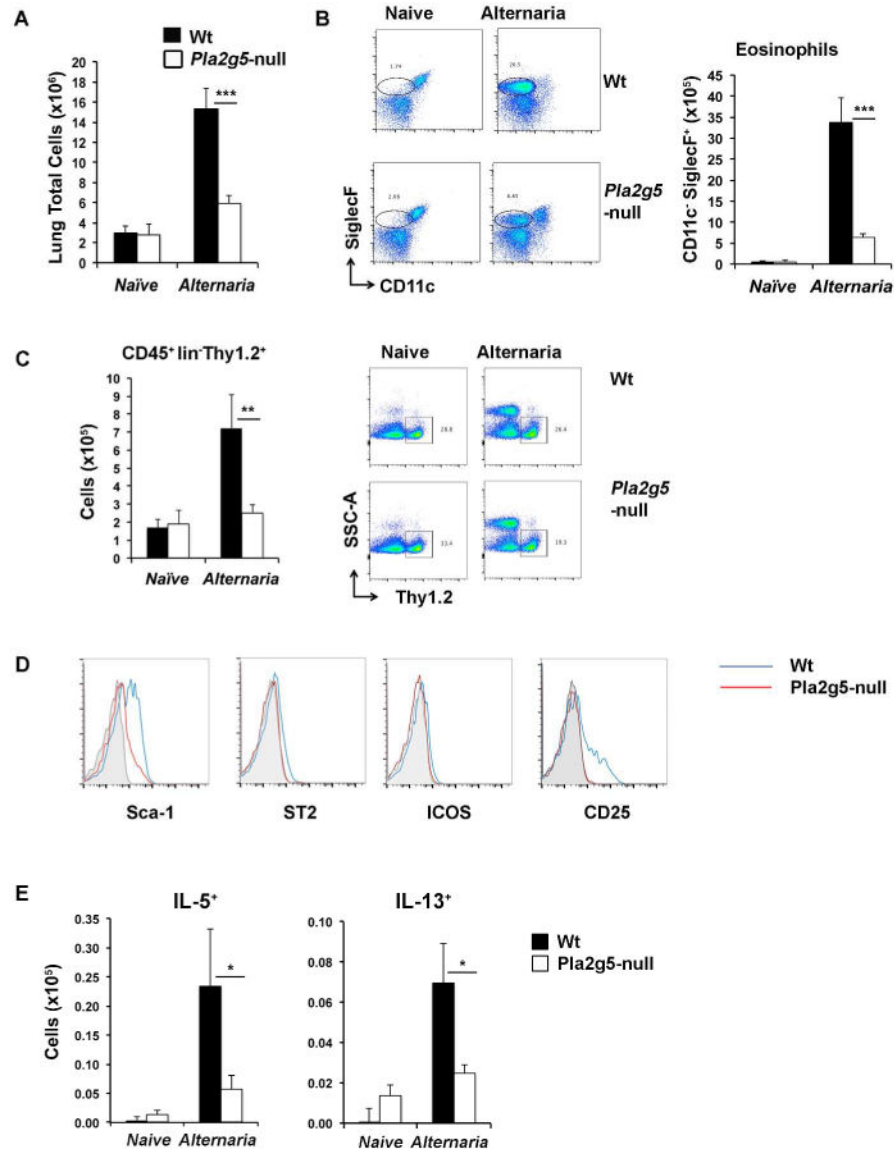 A
Wt
Pla2g5-null
Lung Total Cells (x10⁶)
20
18
16
14
12
10
8
6
4
2
0
***
Naïve
Alternaria
B
Naive
Alternaria
1.74
Wt
Pla2g5
-null
SiglecF
CD11c
Eosinophils
CD11c⁻ SiglecF⁺ (x10⁵)
45
40
35
30
25
20
15
10
5
0
***
Naïve
Alternaria
C
CD45⁺ lin⁻Thy1.2⁺
Cells (x10⁵)
10
9
8
7
6
5
4
3
2
1
0
**
Naïve
Alternaria
Naive
Alternaria
Wt
Pla2g5
-null
SSC-A
Thy1.2
D
Sca-1
ST2
ICOS
CD25
Wt
Pla2g5-null
E
IL-5⁺
Cells (x10⁵)
0.35
0.30
0.25
0.20
0.15
0.10
0.05
0.00
*
Naive
Alternaria
IL-13⁺
0.10
0.08
0.06
0.04
0.02
0.00
*
Naive
Alternaria
Wt
Pla2g5-null